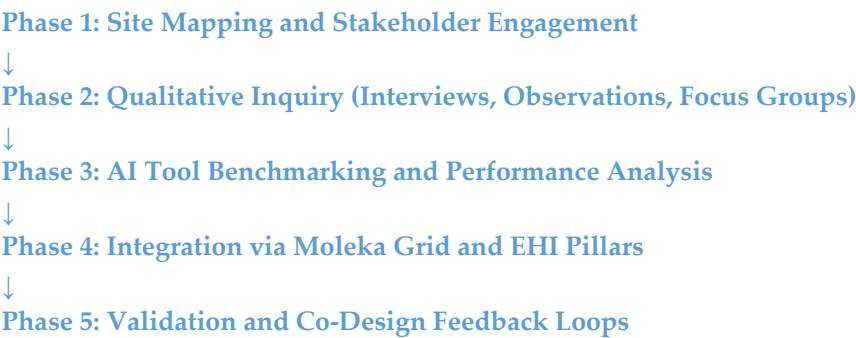 Phase 1: Site Mapping and Stakeholder Engagement
↓
Phase 2: Qualitative Inquiry (Interviews, Observations, Focus Groups)
↓
Phase 3: AI Tool Benchmarking and Performance Analysis
↓
Phase 4: Integration via Moleka Grid and EHI Pillars
↓
Phase 5: Validation and Co-Design Feedback Loops